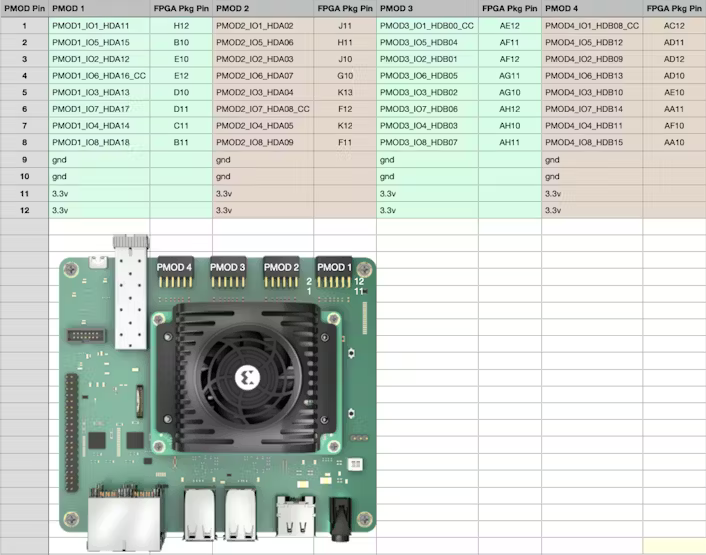 PMOD Pin PMOD 1 FPGA Pkg Pin PMOD 2 FPGA Pkg Pin PMOD 3 FPGA Pkg Pin PMOD 4 FPGA Pkg Pin
1 PMOD1_IO1_HDA11 H12 PMOD2_IO1_HDA02 J11 PMOD3_IO1_HDB00_CC AE12 PMOD4_IO1_HDB08_CC AC12
2 PMOD1_IO5_HDA15 B10 PMOD2_IO5_HDA06 H11 PMOD3_IO5_HDB04 AF11 PMOD4_IO5_HDB12 AD11
3 PMOD1_IO2_HDA12 E10 PMOD2_IO2_HDA03 J10 PMOD3_IO2_HDB01 AF12 PMOD4_IO2_HDB09 AD12
4 PMOD1_IO6_HDA16_CC E12 PMOD2_IO6_HDA07 G10 PMOD3_IO6_HDB05 AG11 PMOD4_IO6_HDB13 AD10
5 PMOD1_IO3_HDA13 D10 PMOD2_IO3_HDA04 K13 PMOD3_IO3_HDB02 AG10 PMOD4_IO3_HDB10 AE10
6 PMOD1_IO7_HDA17 D11 PMOD2_IO7_HDA08_CC F12 PMOD3_IO7_HDB06 AH12 PMOD4_IO7_HDB14 AA11
7 PMOD1_IO4_HDA14 C11 PMOD2_IO4_HDA05 K12 PMOD3_IO4_HDB03 AH10 PMOD4_IO4_HDB11 AF10
8 PMOD1_IO8_HDA18 B11 PMOD2_IO8_HDA09 F11 PMOD3_IO8_HDB07 AH11 PMOD4_IO8_HDB15 AA10
9 gnd gnd gnd gnd
10 gnd gnd gnd gnd
11 3.3v 3.3v 3.3v 3.3v
12 3.3v 3.3v 3.3v 3.3v
PMOD 4 PMOD 3 PMOD 2 PMOD 1
2 12
1 11